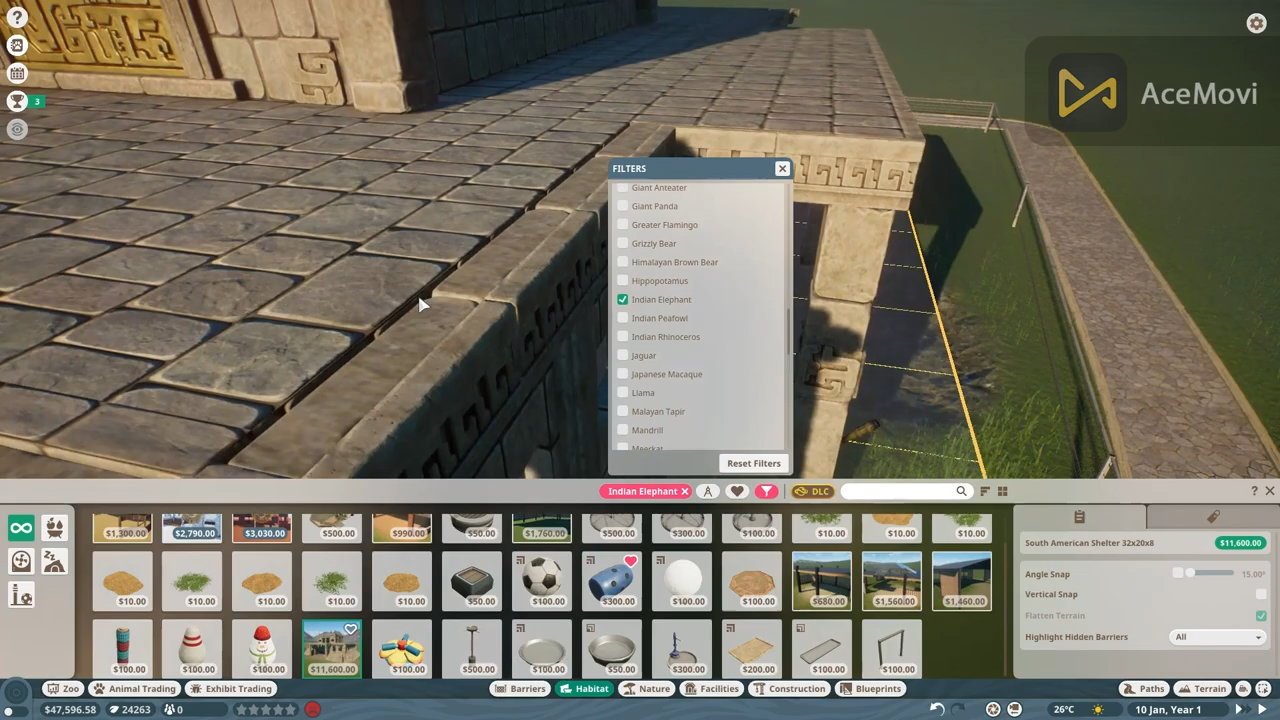 ?
3
AceMovi
FILTERS
Giant Anteater
Giant Panda
Greater Flamingo
Grizzly Bear
Himalayan Brown Bear
Hippopotamus
Indian Elephant
Indian Peafowl
Indian Rhinoceros
Jaguar
Japanese Macaque
Llama
Malayan Tapir
Mandrill
Meerkat
Reset Filters
Indian Elephant
DLC
?
$1,300.00 $2,790.00 $3,030.00 $500.00 $990.00 $50.00 $1,760.00 $500.00 $300.00 $300.00 $10.00 $10.00 $10.00
$10.00 $10.00 $10.00 $10.00 $10.00 $50.00 $100.00 $300.00 $100.00 $100.00 $680.00 $1,560.00 $1,460.00
$100.00 $100.00 $100.00 $11,600.00 $100.00 $500.00 $100.00 $50.00 $300.00 $200.00 $100.00 $100.00
South American Shelter 32x20x8 $11,600.00
Angle Snap 15.00°
Vertical Snap
Flatten Terrain
Highlight Hidden Barriers All
Zoo Animal Trading Exhibit Trading Barriers Habitat Nature Facilities Construction Blueprints Paths Terrain
$47,596.58 24263 0 26°C 10 Jan, Year 1